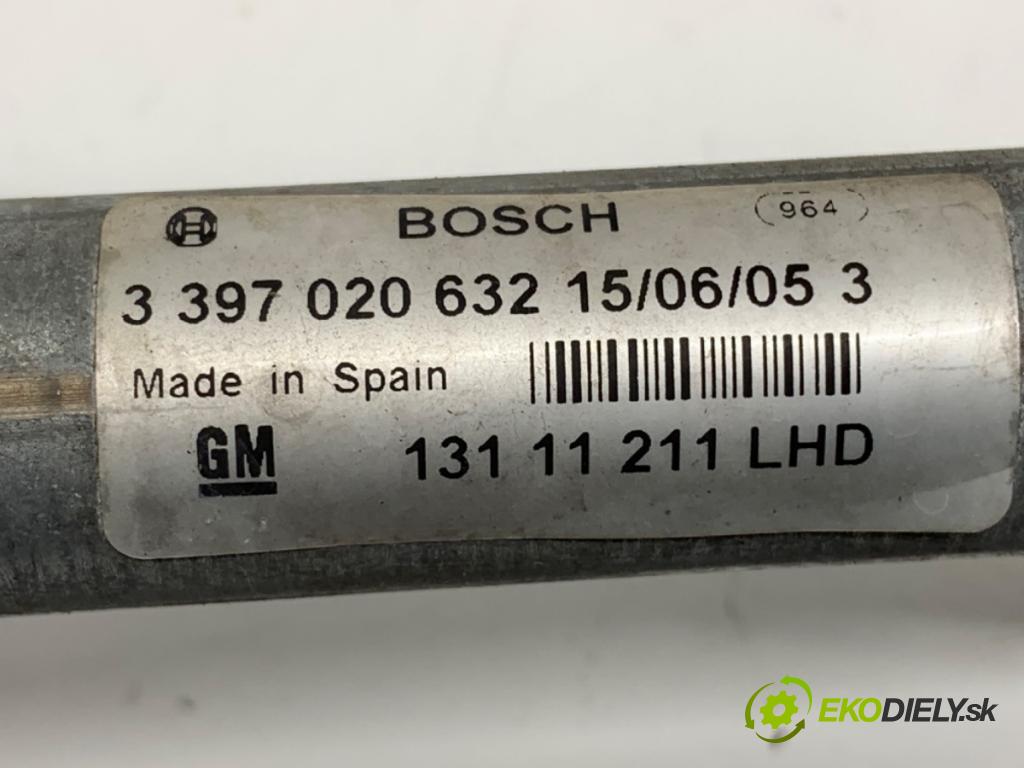 BOSCH (964)
3 397 020 632 15/06/05 3
Made in Spain
GM 131 11 211 LHD
EKODIELY.sk